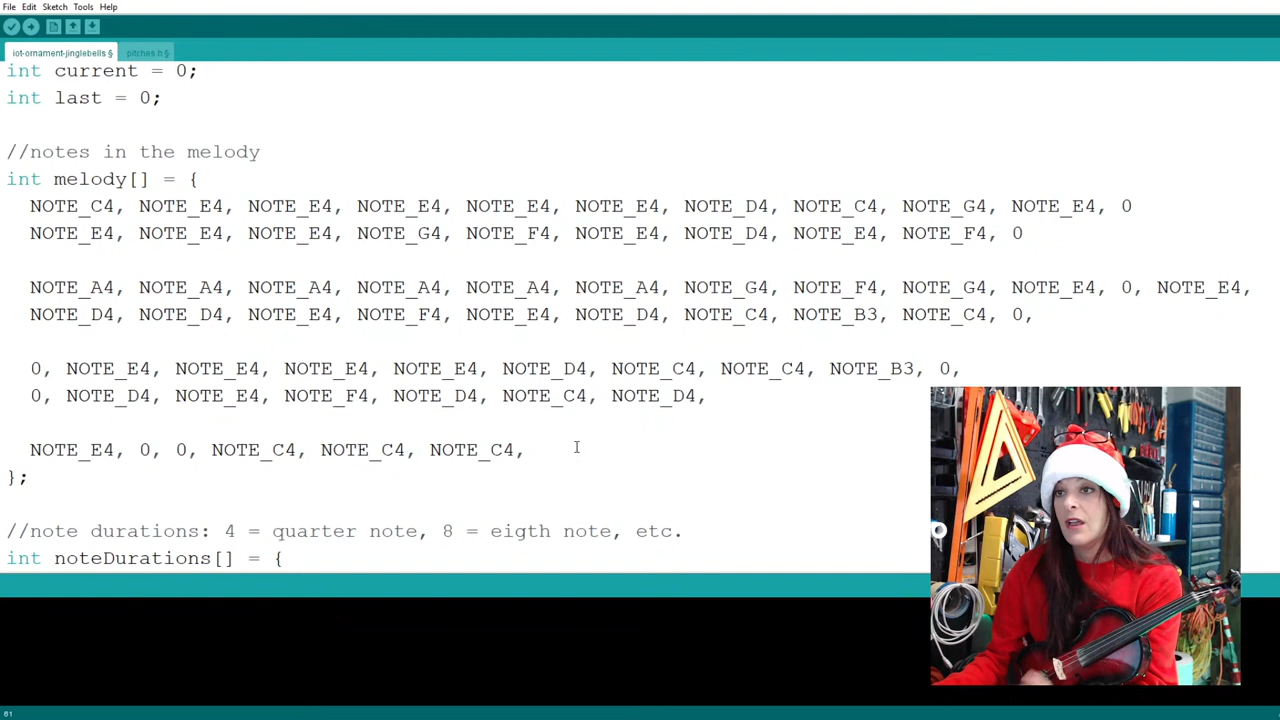 File Edit Sketch Tools Help
iot-ornament-jinglebells § pitches.h §
int current = 0;
int last = 0;
//notes in the melody
int melody[] = {
NOTE_C4, NOTE_E4, NOTE_E4, NOTE_E4, NOTE_E4, NOTE_E4, NOTE_D4, NOTE_C4, NOTE_G4, NOTE_E4, 0
NOTE_E4, NOTE_E4, NOTE_E4, NOTE_G4, NOTE_F4, NOTE_E4, NOTE_D4, NOTE_E4, NOTE_F4, 0
NOTE_A4, NOTE_A4, NOTE_A4, NOTE_A4, NOTE_A4, NOTE_A4, NOTE_G4, NOTE_F4, NOTE_G4, NOTE_E4, 0, NOTE_E4,
NOTE_D4, NOTE_D4, NOTE_E4, NOTE_F4, NOTE_E4, NOTE_D4, NOTE_C4, NOTE_B3, NOTE_C4, 0,
0, NOTE_E4, NOTE_E4, NOTE_E4, NOTE_E4, NOTE_D4, NOTE_C4, NOTE_C4, NOTE_B3, 0,
0, NOTE_D4, NOTE_E4, NOTE_F4, NOTE_D4, NOTE_C4, NOTE_D4,
NOTE_E4, 0, 0, NOTE_C4, NOTE_C4, NOTE_C4,
};
//note durations: 4 = quarter note, 8 = eigth note, etc.
int noteDurations[] = {
61